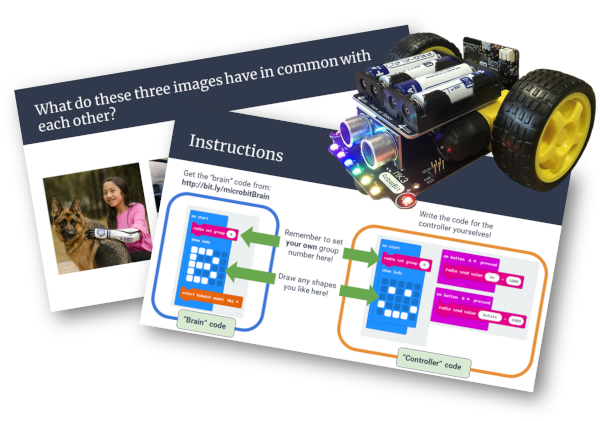 What do these three images have in common with
each other?
Instructions
Get the "brain" code from:
http://bit.ly/microbitBrain
Write the code for the
controller yourselves!
on start
radio set group
show leds
Remember to set
your own group
number here!
Draw any shapes
you like here!
"Brain" code
on start
radio set group
show leds
on button pressed
radio send value 1000
on button pressed
radio send value 1000
"Controller" code
MK3